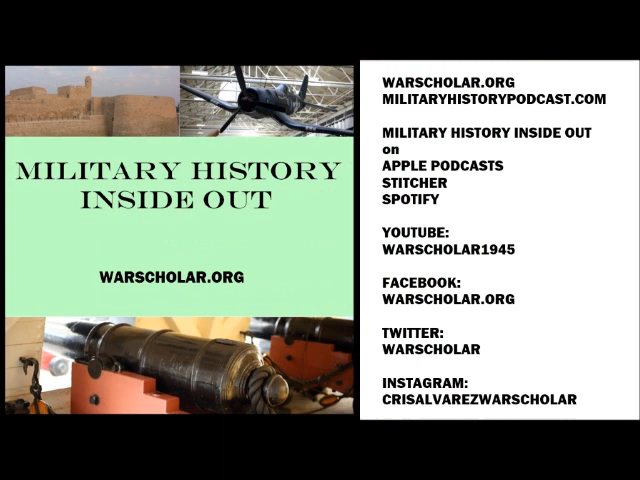 MILITARY HISTORY
INSIDE OUT
WARSCHOLAR.ORG
WARSCHOLAR.ORG
MILITARYHISTORYPODCAST.COM
MILITARY HISTORY INSIDE OUT
on
APPLE PODCASTS
STITCHER
SPOTIFY
YOUTUBE:
WARSCHOLAR1945
FACEBOOK:
WARSCHOLAR.ORG
TWITTER:
WARSCHOLAR
INSTAGRAM:
CRISALVAREZWARSCHOLAR